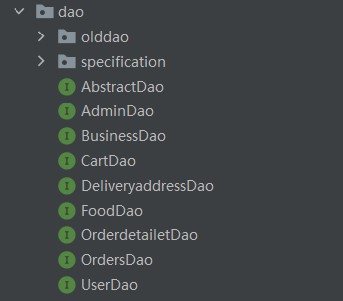 dao
olddao
specification
I AbstractDao
I AdminDao
I BusinessDao
I CartDao
I DeliveryaddressDao
I FoodDao
I OrderdetailetDao
I OrdersDao
I UserDao